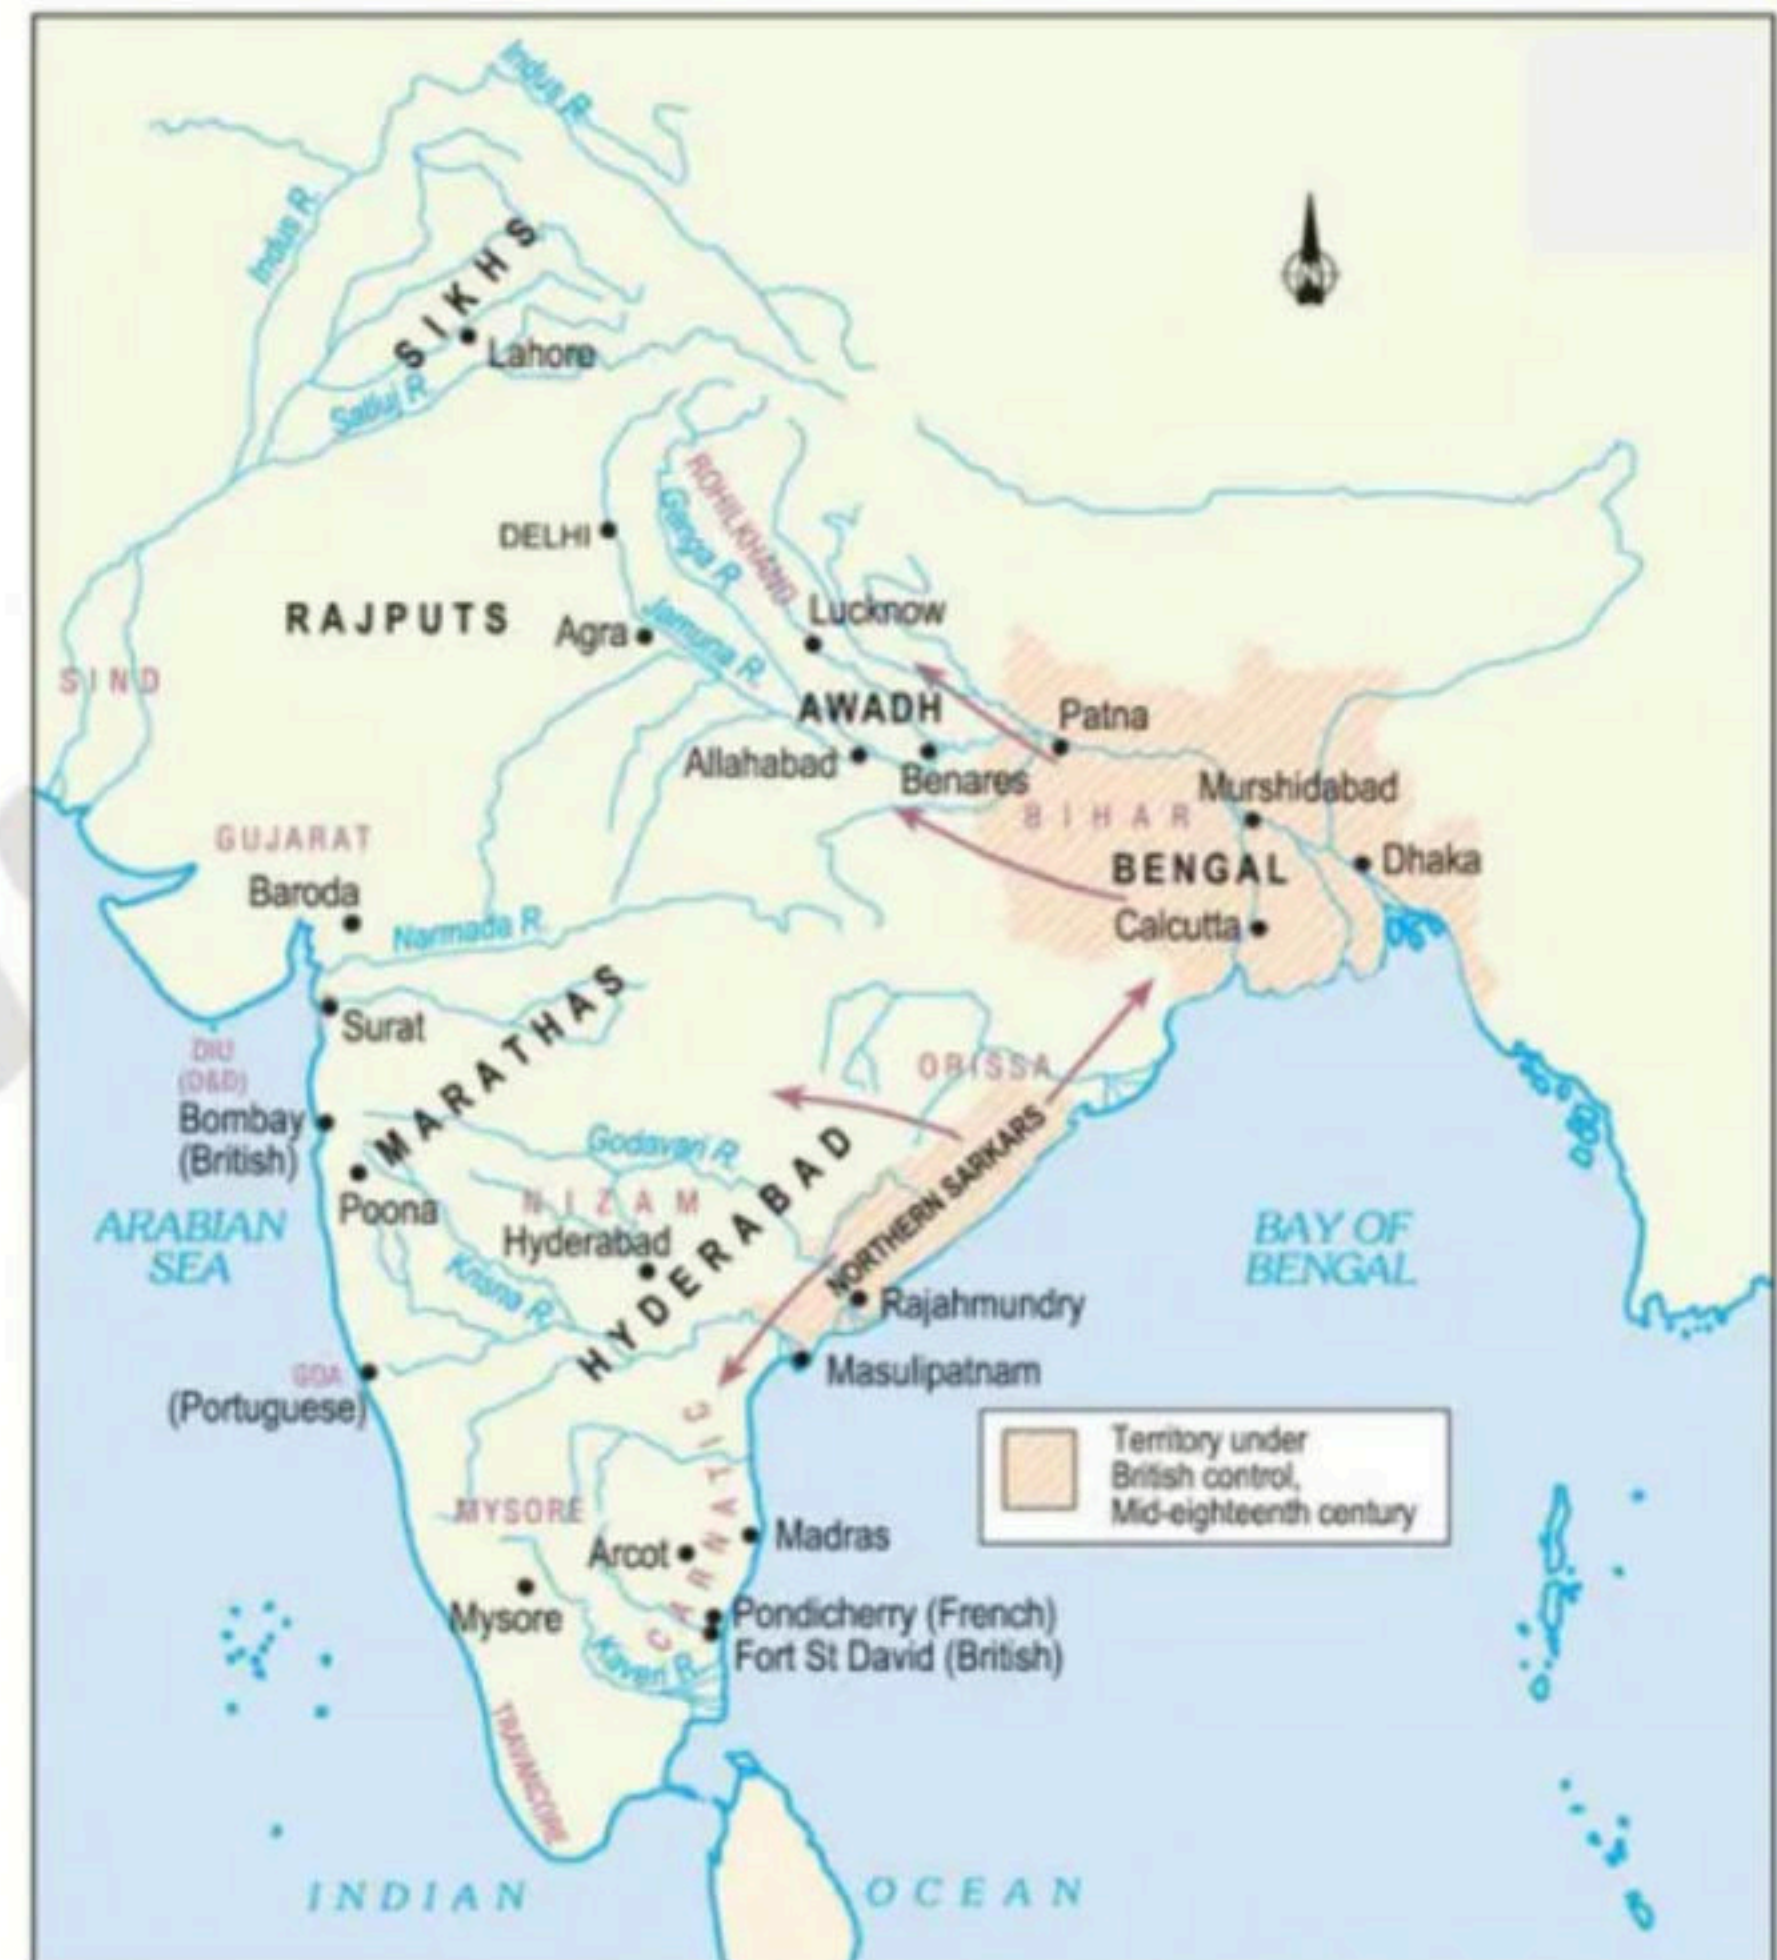 Indus R.
Indus R.
SIKHS
Lahore
Satluj R.
ROHILKHAND
Ganga R.
DELHI
Jamuna R.
RAJPUTS
Agra
Lucknow
SIND
AWADH
Patna
Allahabad
Benares
Murshidabad
BIHAR
GUJARAT
BENGAL
Dhaka
Baroda
Calcutta
Narmada R.
MARATHAS
Surat
DIU
(D&D)
ORISSA
Bombay
(British)
Godavari R.
NORTHERN SARKARS
Poona
NIZAM
HYDERABAD
Hyderabad
ARABIAN
SEA
BAY OF
BENGAL
Krisna R.
Rajahmundry
GOA
(Portuguese)
Masulipatnam
CARNATIC
Territory under
British control,
Mid-eighteenth century
MYSORE
Arcot
Madras
Mysore
Pondicherry (French)
Fort St David (British)
Kaveri R.
TRAVANCORE
INDIAN OCEAN
N